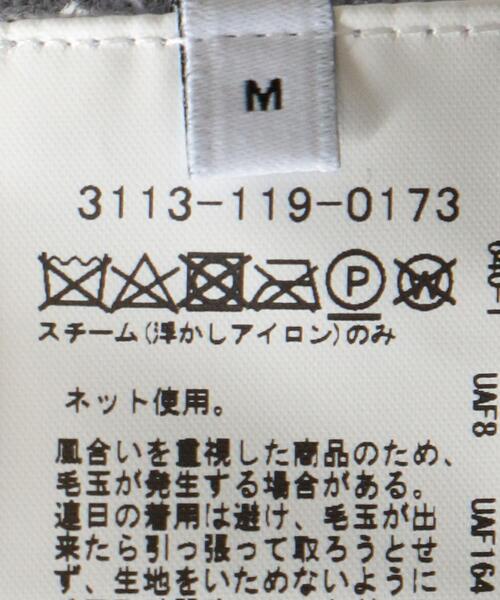 M
3113-119-0173
P
W
スチーム(浮かしアイロン)のみ
ネット使用。
風合いを重視した商品のため、
毛玉が発生する場合がある。
連日の着用は避け、毛玉が出
来たら引っ張って取ろうとせ
ず、生地をいためないように
UAF8
UAF164